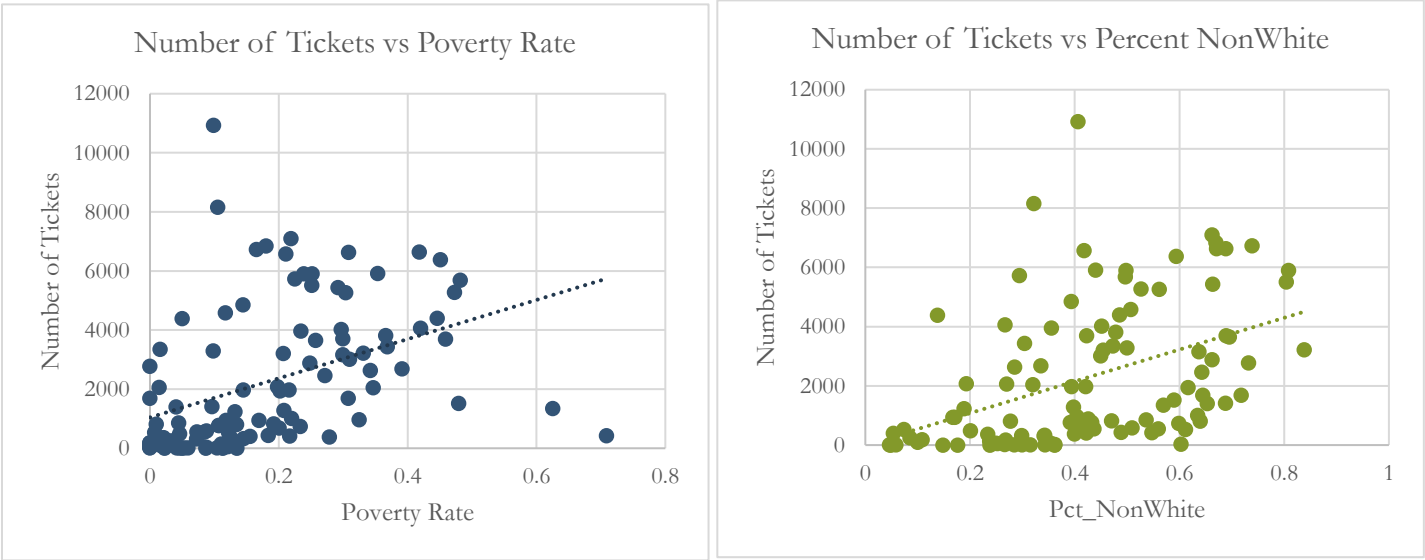 Number of Tickets vs Poverty Rate
12000
10000
8000
6000
4000
2000
0
Number of Tickets
0 0.2 0.4 0.6 0.8
Poverty Rate
Number of Tickets vs Percent NonWhite
12000
10000
8000
6000
4000
2000
0
Number of Tickets
0 0.2 0.4 0.6 0.8 1
Pct_NonWhite